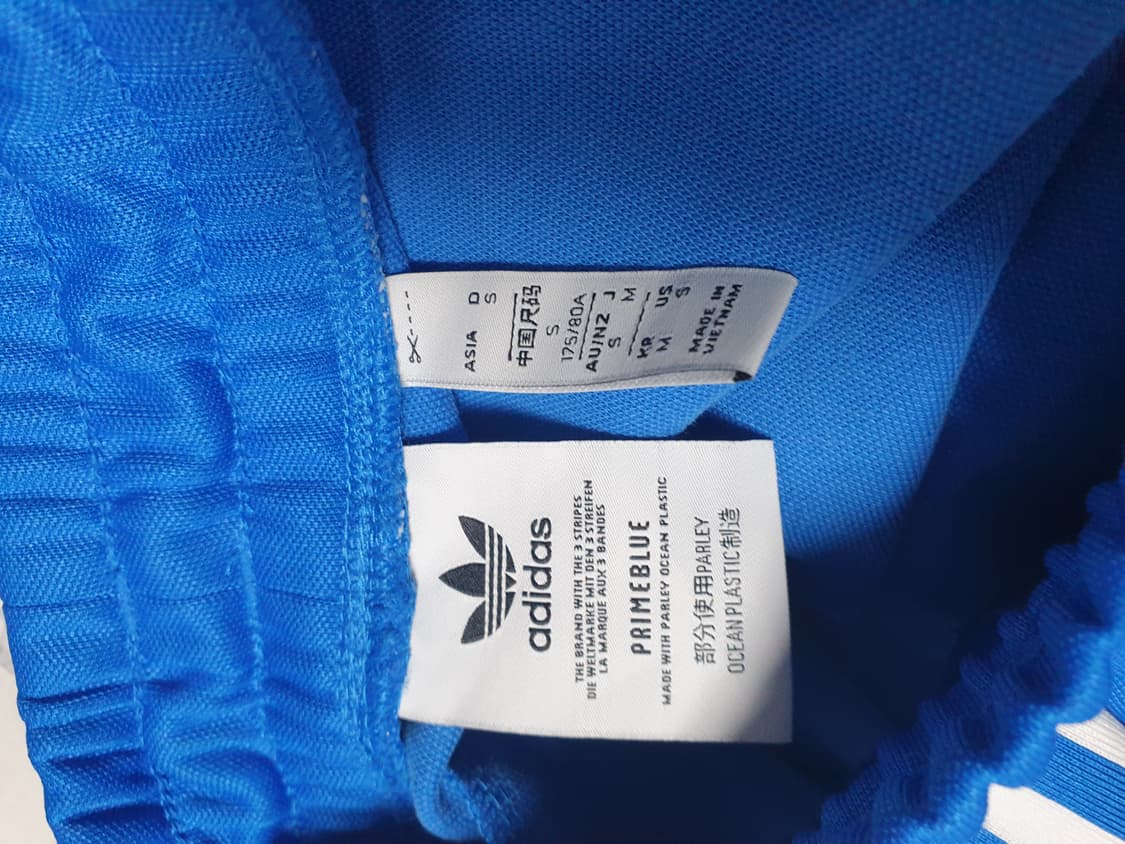 ASIA D
S
中国尺码
S
175/80A
AU/NZ J
S M
KR US
M S
MADE IN
VIETNAM
adidas
THE BRAND WITH THE 3 STRIPES
DIE WELTMARKE MIT DEN 3 STREIFEN
LA MARQUE AUX 3 BANDES
PRIMEBLUE
MADE WITH PARLEY OCEAN PLASTIC
部分使用PARLEY
OCEAN PLASTIC制造